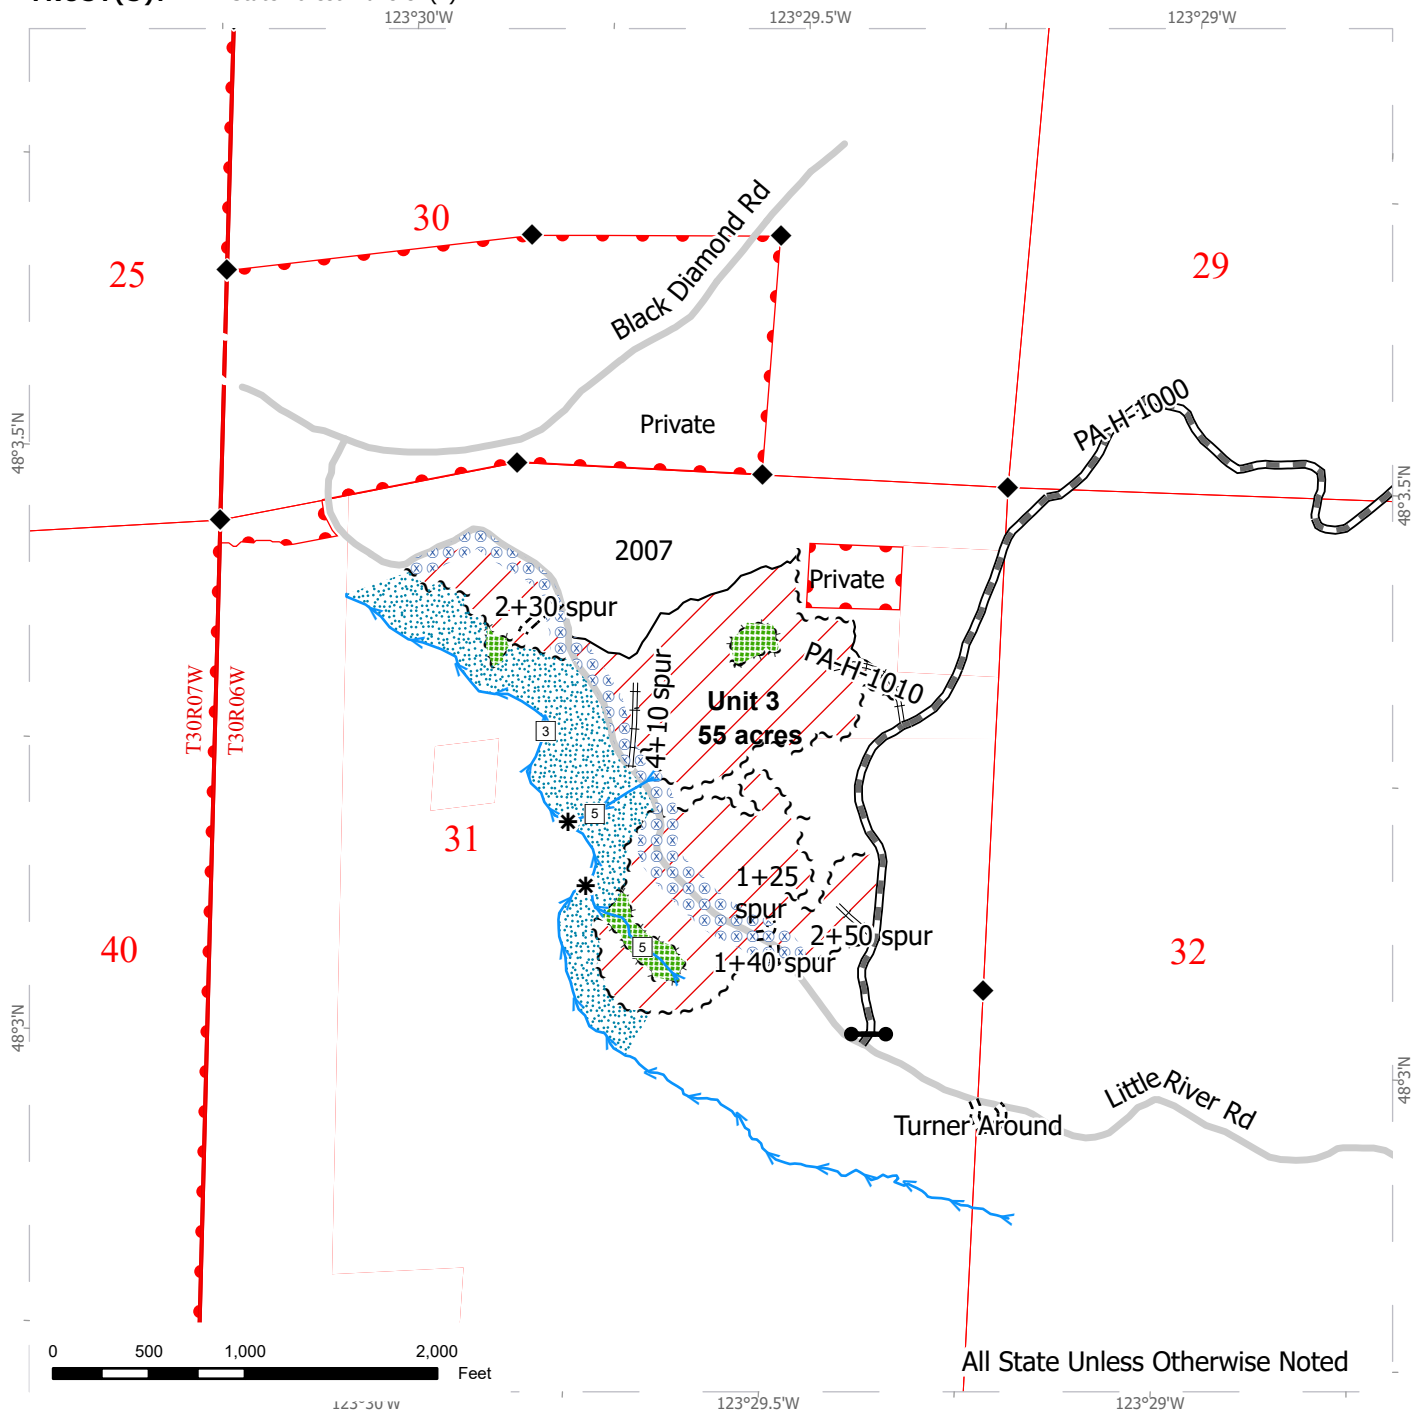 123°30'W
123°29.5'W
123°29'W
30
25
29
Black Diamond Rd
PA-H-1000
Private
48°3.5'N
48°3.5'N
2007
Private
2+30 spur
PA-H-1010
4+10 spur
T30R07W
T30R06W
Unit 3
55 acres
3
5
31
1+25
spur
2+50 spur
5
1+40 spur
40
32
48°3'N
48°3'N
Little River Rd
Turner Around
0 500 1,000 2,000
Feet
All State Unless Otherwise Noted
123°30'W
123°29.5'W
123°29'W